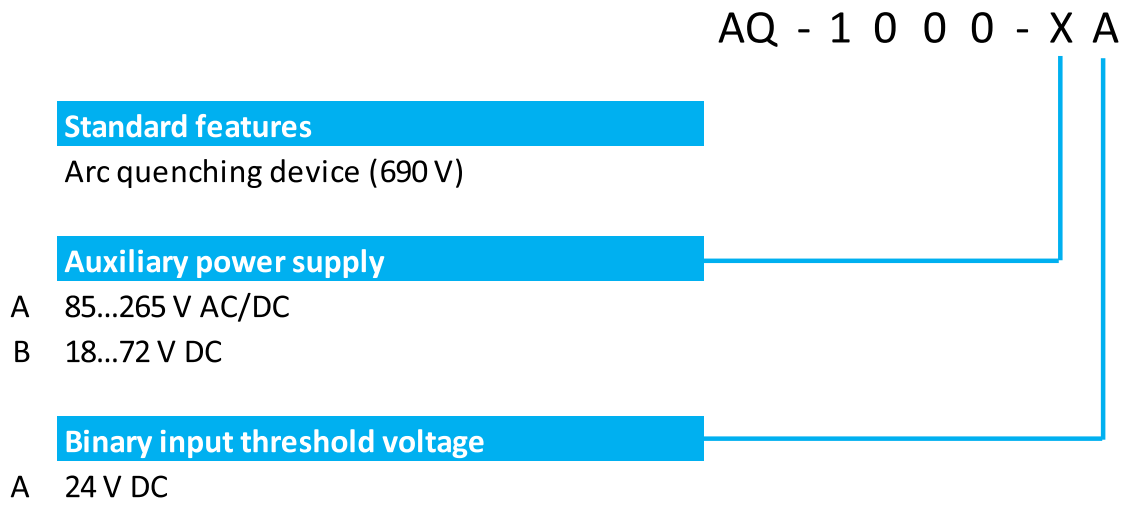 AQ - 1 0 0 0 - X A
Standard features
Arc quenching device (690 V)
Auxiliary power supply
A 85...265 V AC/DC
B 18...72 V DC
Binary input threshold voltage
A 24 V DC